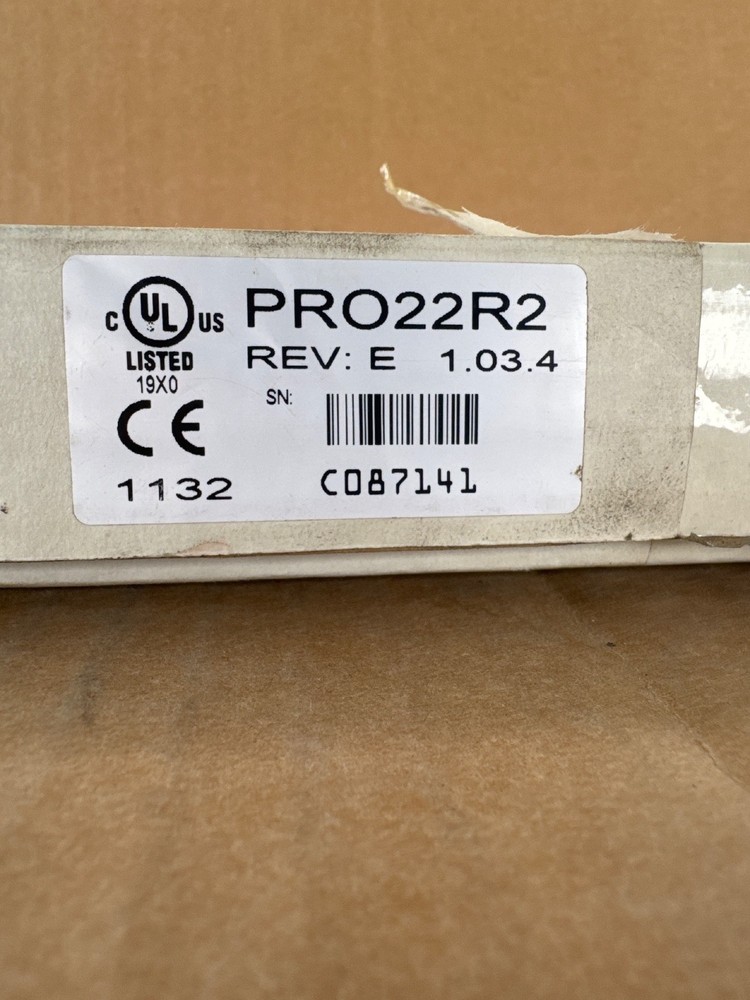 C UL US PRO22R2
LISTED REV: E 1.03.4
19X0 SN:
CE
1132 C087141